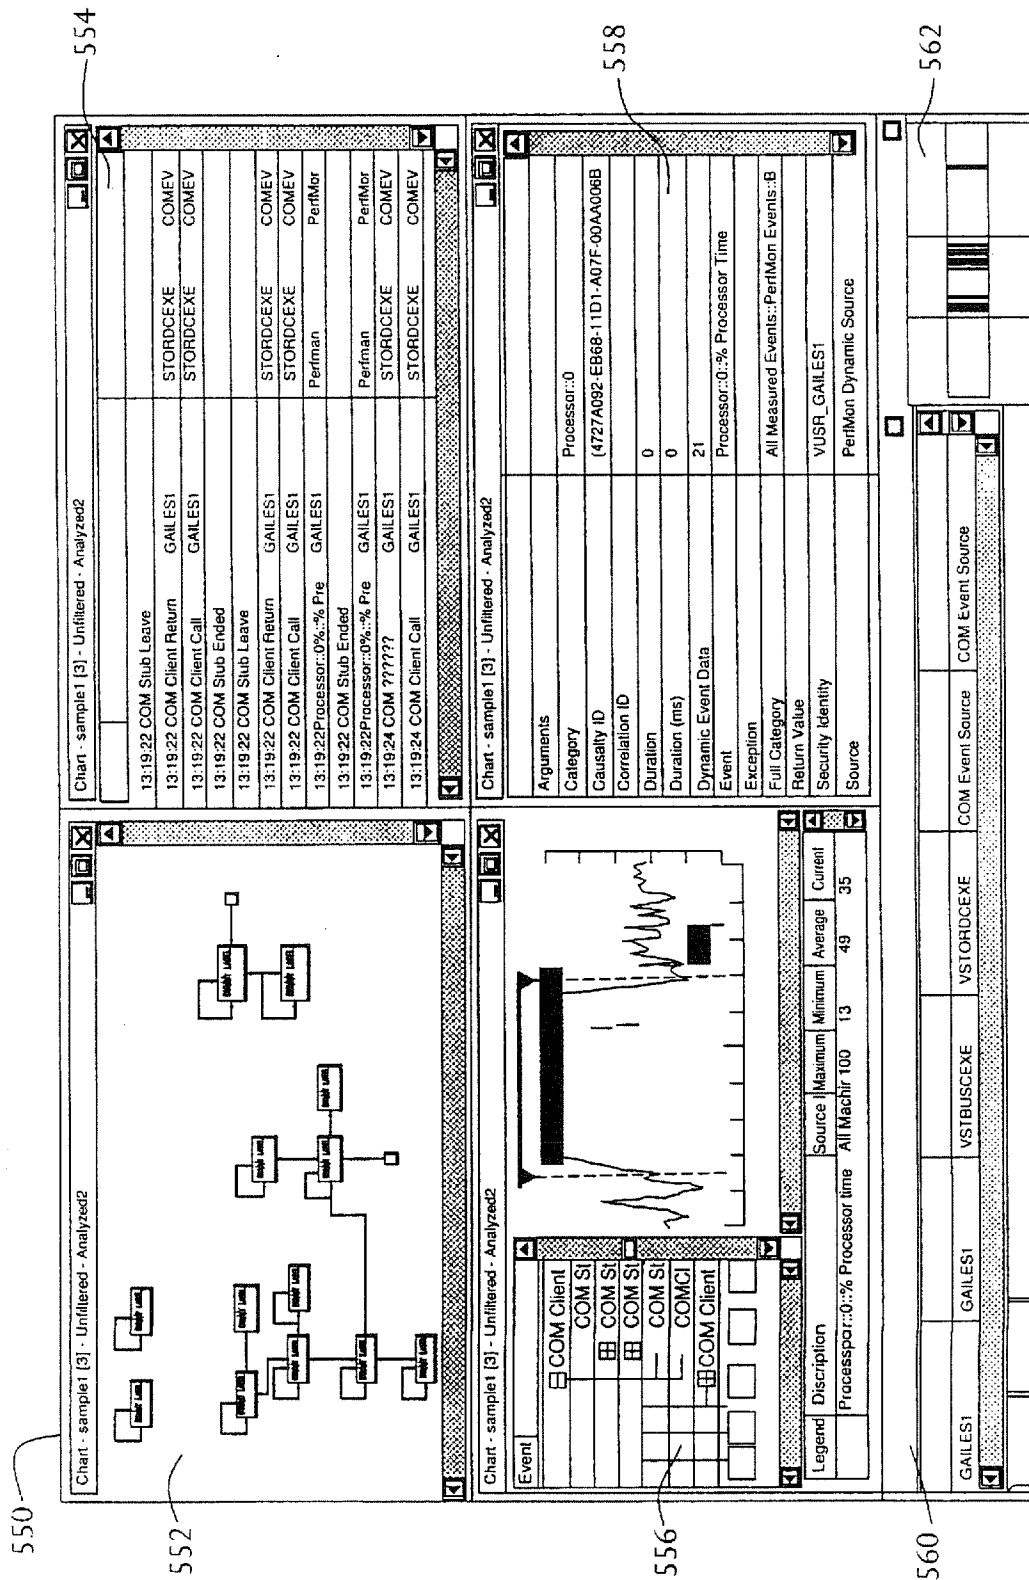 550
552
554
556
558
560
562
Chart - sample1 [3] - Unfiltered - Analyzed2
Chart - sample1 [3] - Unfiltered - Analyzed2
13:19:22 COM Stub Leave
13:19:22 COM Client Return GAILES1 STORDCEXE COMEV
13:19:22 COM Client Call GAILES1 STORDCEXE COMEV
13:19:22 COM Stub Ended
13:19:22 COM Stub Leave
13:19:22 COM Client Return GAILES1 STORDCEXE COMEV
13:19:22 COM Client Call GAILES1 STORDCEXE COMEV
13:19:22Processor::0%::% Pre GAILES1 Perfman PerfMor
13:19:22 COM Stub Ended
13:19:22Processor::0%::% Pre GAILES1 Perfman PerfMor
13:19:24 COM ?????? GAILES1 STORDCEXE COMEV
13:19:24 COM Client Call GAILES1 STORDCEXE COMEV
Chart - sample1 [3] - Unfiltered - Analyzed2
Event
COM Client
COM St
COM St
COM St
COM St
COMCl
COM Client
Legend Discription Source I Maximum Minimum Average Current
Processpar::0::% Processor time All Machir 100 13 49 35
Chart - sample1 [3] - Unfiltered - Analyzed2
Arguments
Category Processor::0
Causalty ID (4727A092-EB68-11D1-A07F-00AA006B
Correlation ID
Duration 0
Duration (ms) 0
Dynamic Event Data 21
Event Processor::0::% Processor Time
Exception
Full Category All Measured Events::PerfMon Events::B
Return Value
Security Identity VUSR_GAILES1
Source PerfMon Dynamic Source
GAILES1 GAILES1 VSTBUSCEXE VSTORDCEXE COM Event Source COM Event Source